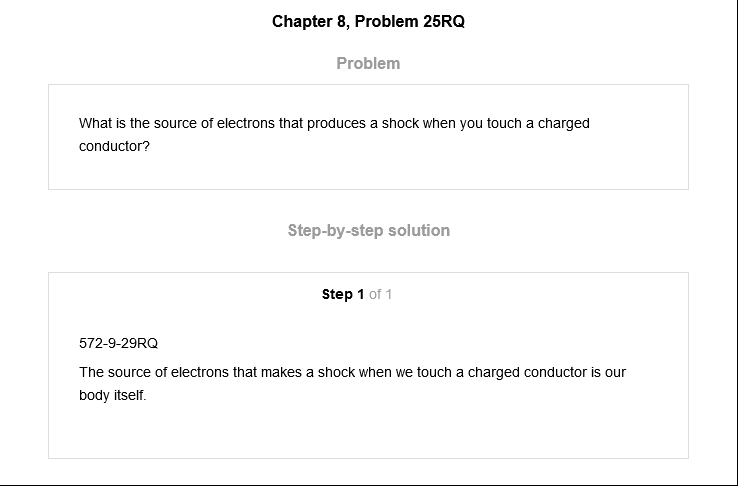 Chapter 8, Problem 25RQ
Problem
What is the source of electrons that produces a shock when you touch a charged
conductor?
Step-by-step solution
Step 1 of 1
572-9-29RQ
The source of electrons that makes a shock when we touch a charged conductor is our
body itself.